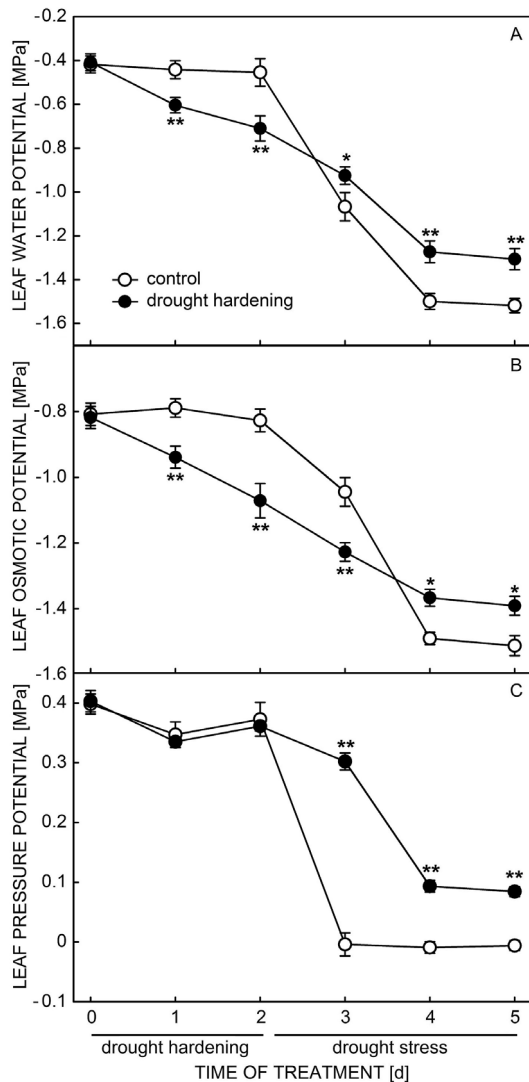 A
-0.4
-0.6
-0.8
-1.0
-1.2
-1.4
-1.6
LEAF WATER POTENTIAL [MPa]
** ** * ** **
control
drought hardening
B
-0.8
-1.0
-1.2
-1.4
-1.6
LEAF OSMOTIC POTENTIAL [MPa]
** ** ** * *
C
0.4
0.3
0.2
0.1
0
-0.1
LEAF PRESSURE POTENTIAL [MPa]
** ** **
0 1 2 3 4 5
drought hardening drought stress
TIME OF TREATMENT [d]